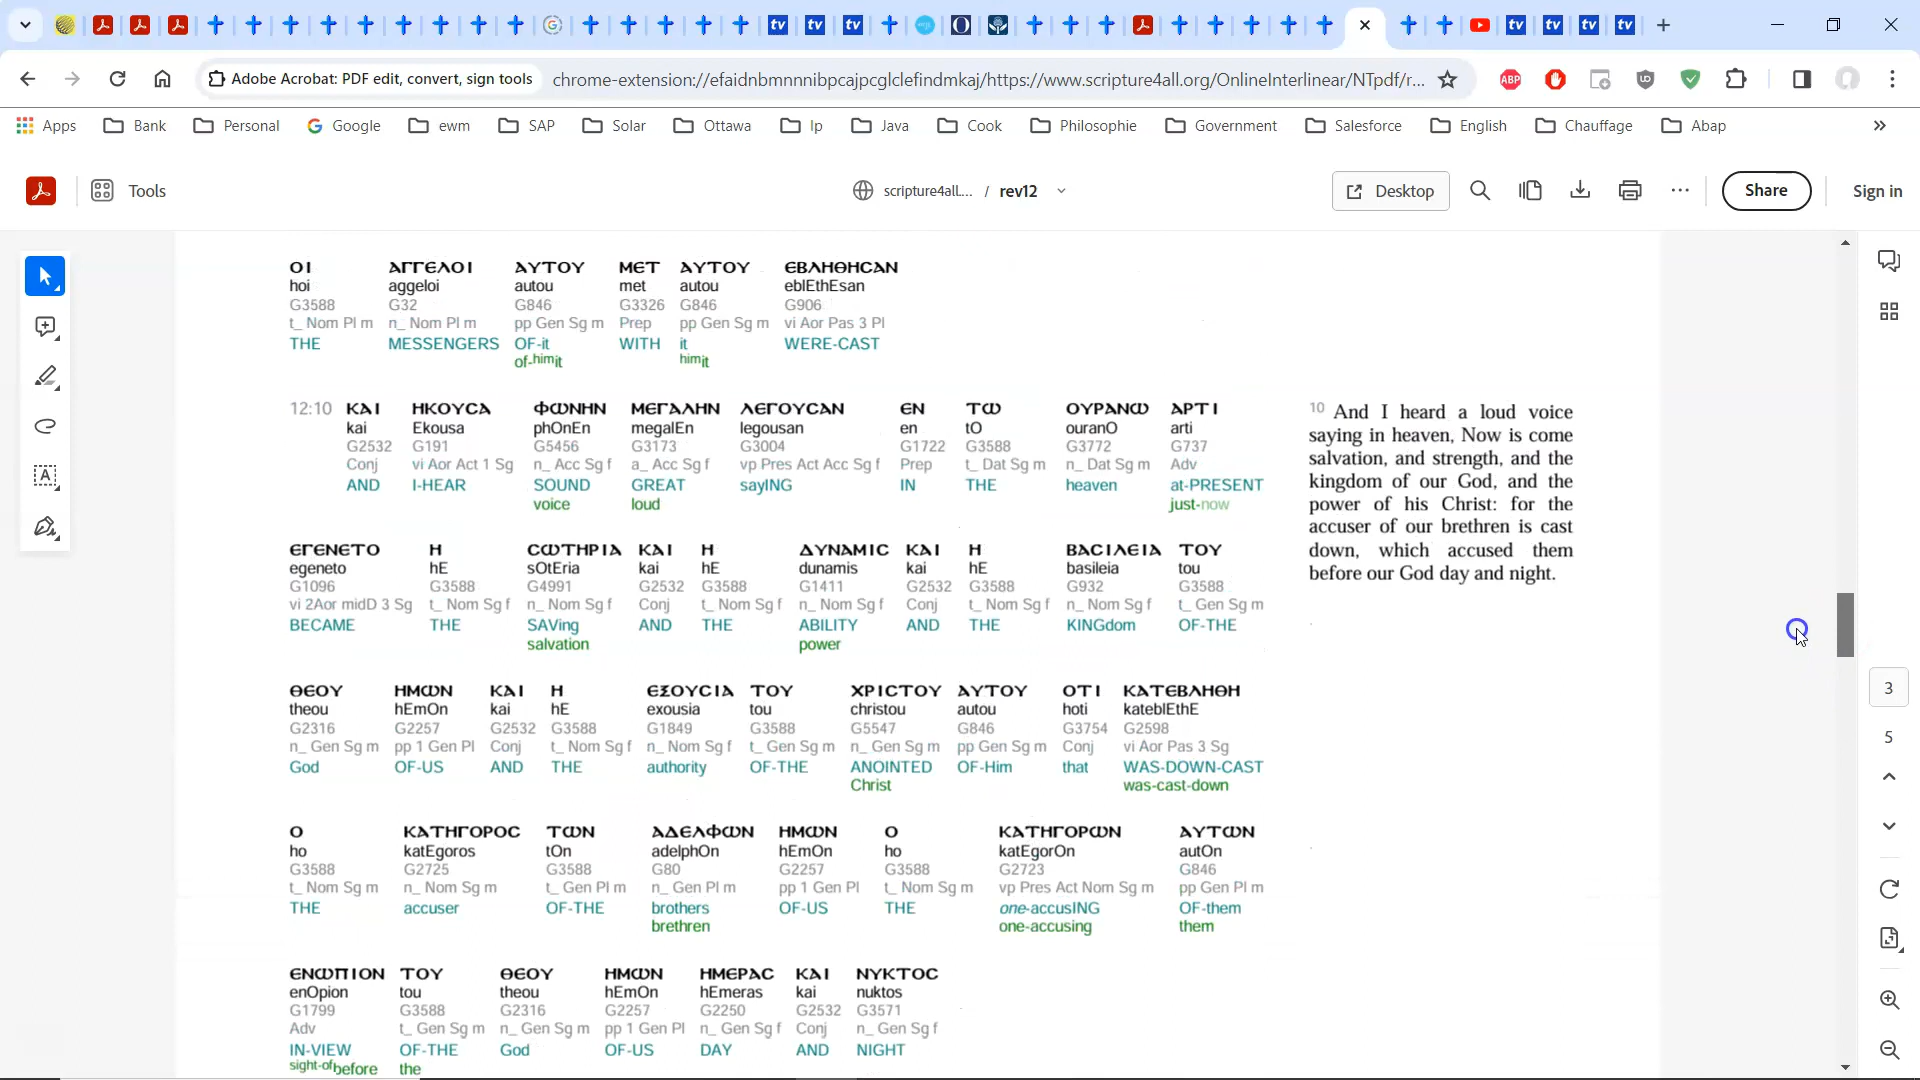 Adobe Acrobat: PDF edit, convert, sign tools chrome-extension://efaidnbmnnnibpcajpcglclefindmkaj/https://www.scripture4all.org/OnlineInterlinear/NTpdf/r...
Apps Bank Personal Google ewm SAP Solar Ottawa Ip Java Cook Philosophie Government Salesforce English Chauffage Abap »
Tools scripture4all.... / rev12 Desktop Share Sign in
ΟΙ ΑΓΓΕΛΟΙ ΑΥΤΟΥ ΜΕΤ ΑΥΤΟΥ ΕΒΛΗΘΗϹΑΝ
hoi aggeloi autou met autou eblEthEsan
G3588 G32 G846 G3326 G846 G906
t_ Nom Pl m n_ Nom Pl m pp Gen Sg m Prep pp Gen Sg m vi Aor Pas 3 Pl
THE MESSENGERS OF-it WITH it WERE-CAST
of-himit himit
12:10 ΚΑΙ ΗΚΟΥϹΑ ΦΩΝΗΝ ΜΕΓΑΛΗΝ ΛΕΓΟΥϹΑΝ ΕΝ ΤΩ ΟΥΡΑΝΩ ΑΡΤΙ
kai Ekousa phOnEn megalEn legousan en tO ouranO arti
G2532 G191 G5456 G3173 G3004 G1722 G3588 G3772 G737
Conj vi Aor Act 1 Sg n_ Acc Sg f a_ Acc Sg f vp Pres Act Acc Sg f Prep t_ Dat Sg m n_ Dat Sg m Adv
AND I-HEAR SOUND GREAT sayING IN THE heaven at-PRESENT
voice loud just-now
ΕΓΕΝΕΤΟ Η ϹΩΤΗΡΙΑ ΚΑΙ Η ΔΥΝΑΜΙϹ ΚΑΙ Η ΒΑϹΙΛΕΙΑ ΤΟΥ
egeneto hE sOtEria kai hE dunamis kai hE basileia tou
G1096 G3588 G4991 G2532 G3588 G1411 G2532 G3588 G932 G3588
vi 2Aor midD 3 Sg t_ Nom Sg f n_ Nom Sg f Conj t_ Nom Sg f n_ Nom Sg f Conj t_ Nom Sg f n_ Nom Sg f t_ Gen Sg m
BECAME THE SAVing AND THE ABILITY AND THE KINGdom OF-THE
salvation power
ΘΕΟΥ ΗΜΩΝ ΚΑΙ Η ΕΞΟΥϹΙΑ ΤΟΥ ΧΡΙϹΤΟΥ ΑΥΤΟΥ ΟΤΙ ΚΑΤΕΒΛΗΘΗ
theou hEmOn kai hE exousia tou christou autou hoti kateblEthE
G2316 G2257 G2532 G3588 G1849 G3588 G5547 G846 G3754 G2598
n_ Gen Sg m pp 1 Gen Pl Conj t_ Nom Sg f n_ Nom Sg f t_ Gen Sg m n_ Gen Sg m pp Gen Sg m Conj vi Aor Pas 3 Sg
God OF-US AND THE authority OF-THE ANOINTED OF-Him that WAS-DOWN-CAST
Christ was-cast-down
Ο ΚΑΤΗΓΟΡΟϹ ΤΩΝ ΑΔΕΛΦΩΝ ΗΜΩΝ Ο ΚΑΤΗΓΟΡΩΝ ΑΥΤΩΝ
ho katEgoros tOn adelphOn hEmOn ho katEgorOn autOn
G3588 G2725 G3588 G80 G2257 G3588 G2723 G846
t_ Nom Sg m n_ Nom Sg m t_ Gen Pl m n_ Gen Pl m pp 1 Gen Pl t_ Nom Sg m vp Pres Act Nom Sg m pp Gen Pl m
THE accuser OF-THE brothers OF-US THE one-accusING OF-them
brethren one-accusing them
ΕΝΩΠΙΟΝ ΤΟΥ ΘΕΟΥ ΗΜΩΝ ΗΜΕΡΑϹ ΚΑΙ ΝΥΚΤΟϹ
enOpion tou theou hEmOn hEmeras kai nuktos
G1799 G3588 G2316 G2257 G2250 G2532 G3571
Adv t_ Gen Sg m n_ Gen Sg m pp 1 Gen Pl n_ Gen Sg f Conj n_ Gen Sg f
IN-VIEW OF-THE God OF-US DAY AND NIGHT
sight-ofbefore the
10 And I heard a loud voice
saying in heaven, Now is come
salvation, and strength, and the
kingdom of our God, and the
power of his Christ: for the
accuser of our brethren is cast
down, which accused them
before our God day and night.
3
5